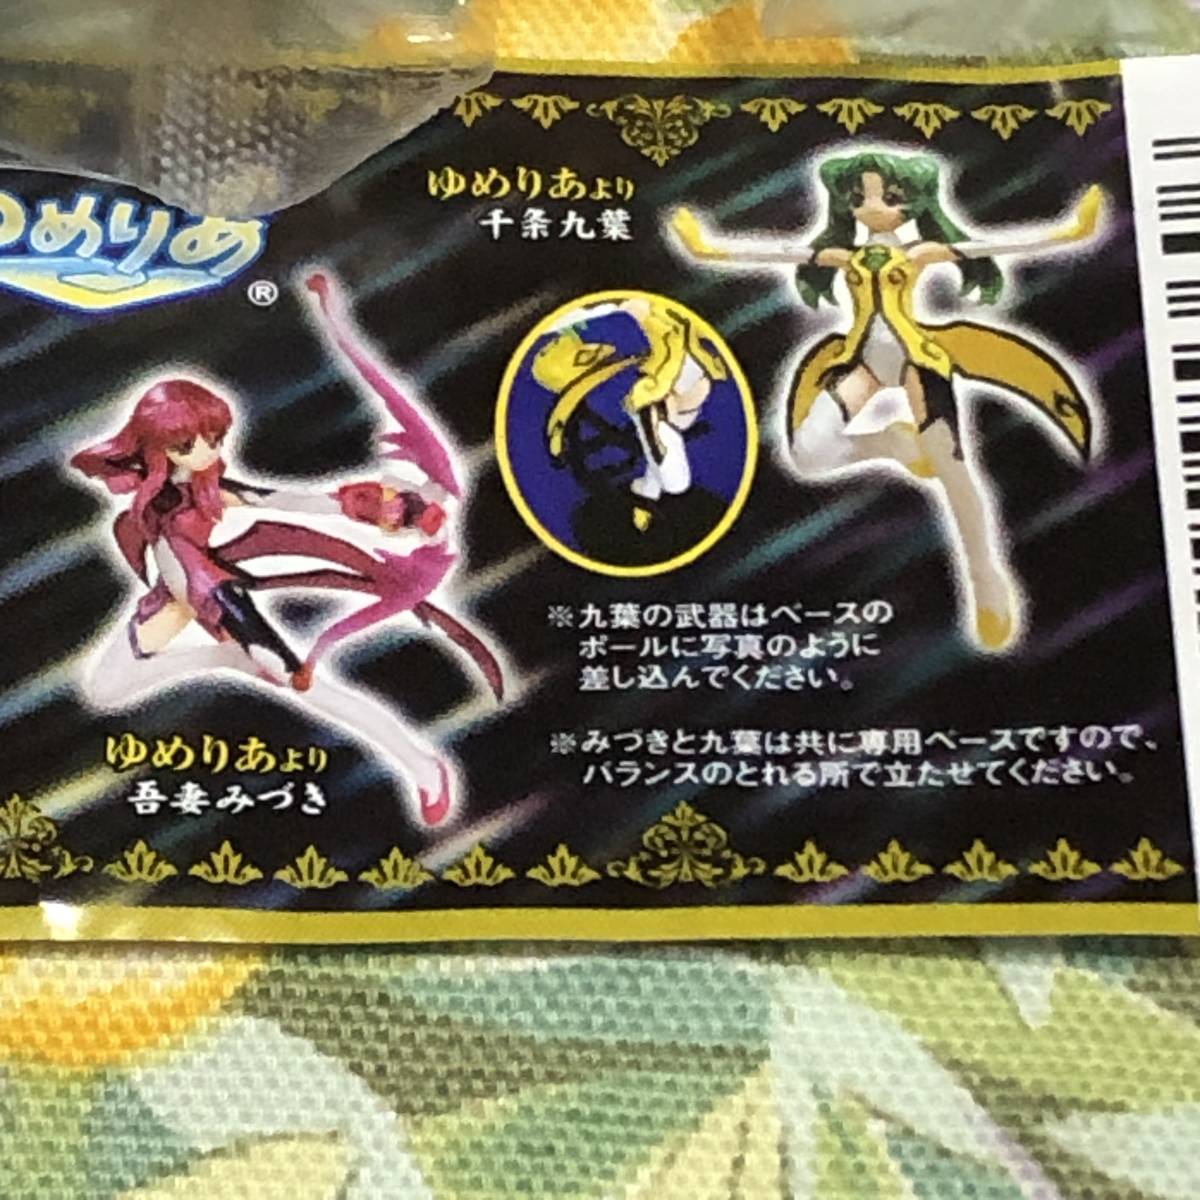 ゆめりあ
®
ゆめりあより
千条九葉
※九葉の武器はベースの
ボールに写真のように
差し込んでください。
※みづきと九葉は共に専用ベースですので、
バランスのとれる所で立たせてください。
ゆめりあより
吾妻みづき